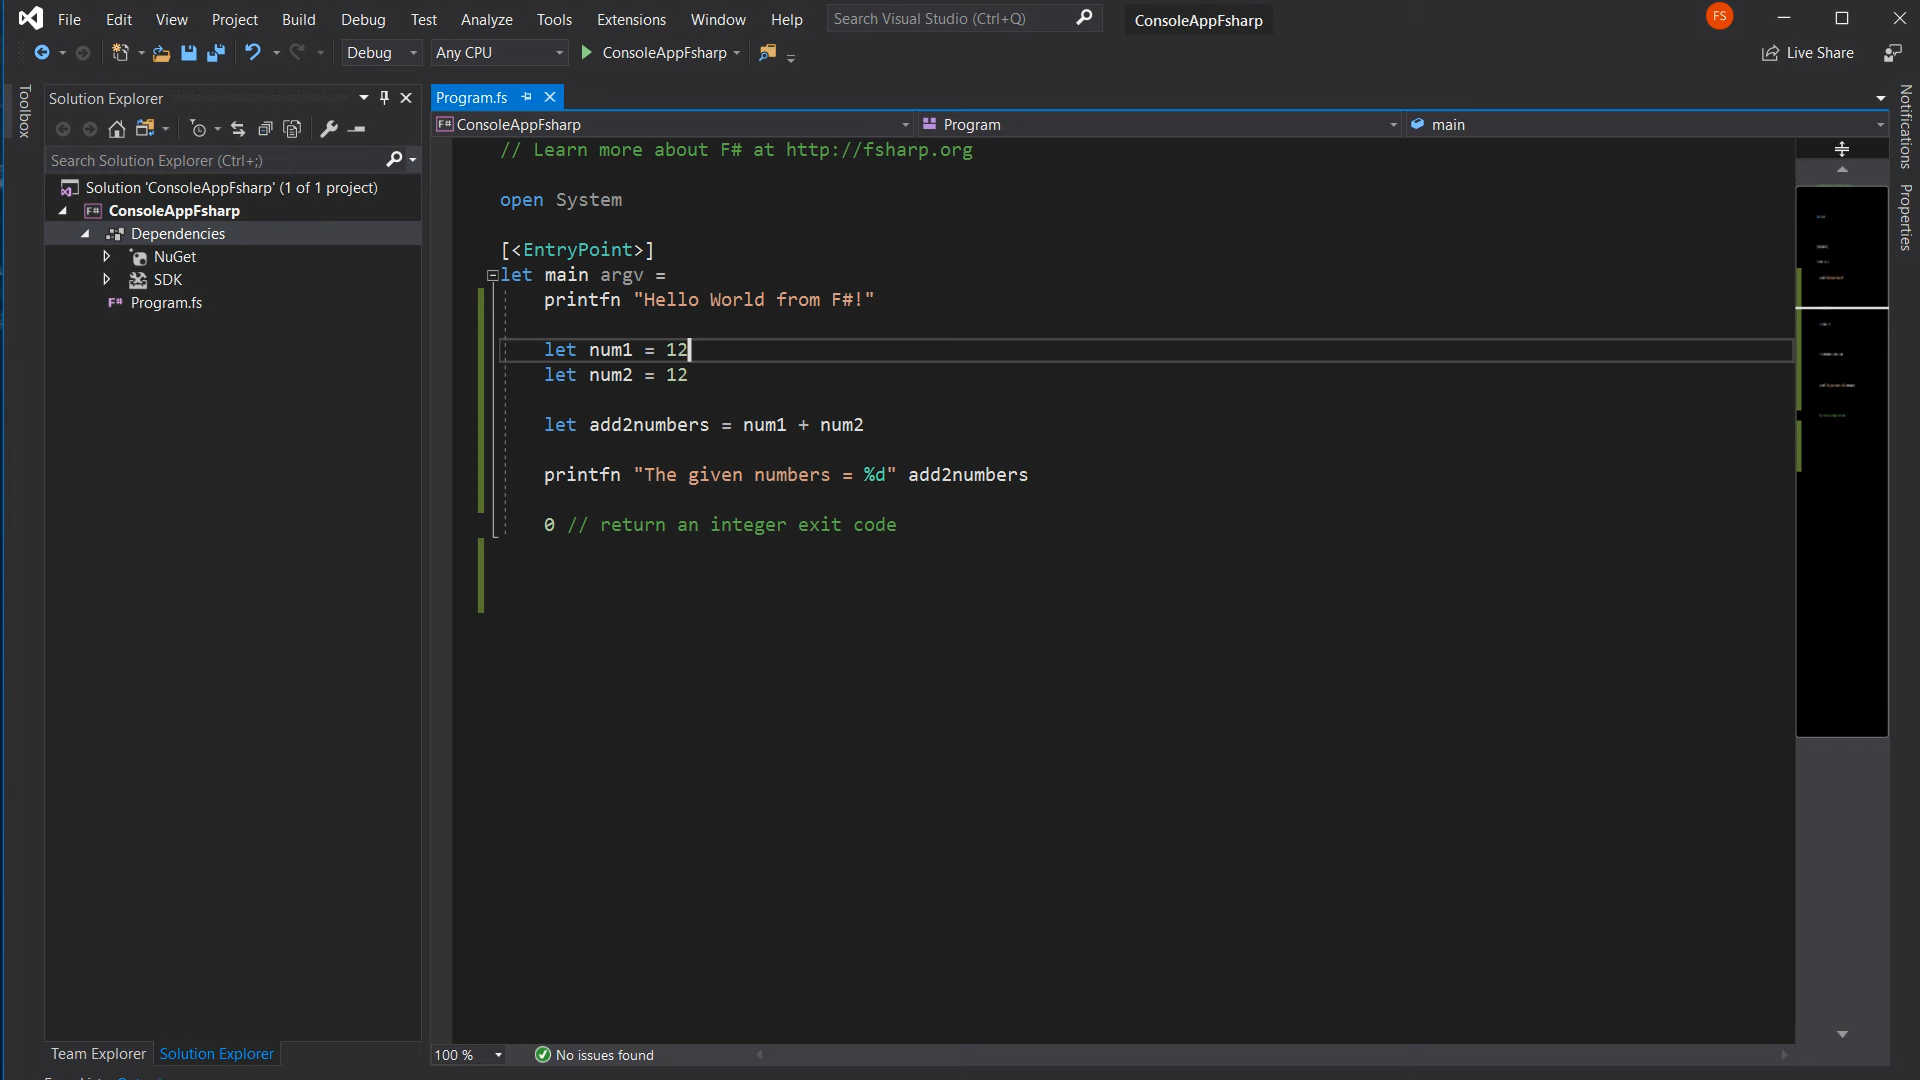 File Edit View Project Build Debug Test Analyze Tools Extensions Window Help Search Visual Studio (Ctrl+Q) ConsoleAppFsharp FS
Debug Any CPU ConsoleAppFsharp Live Share
Toolbox
Solution Explorer
Search Solution Explorer (Ctrl+;)
Solution 'ConsoleAppFsharp' (1 of 1 project)
F# ConsoleAppFsharp
Dependencies
NuGet
SDK
F# Program.fs
Team Explorer Solution Explorer
Program.fs
F# ConsoleAppFsharp Program main
// Learn more about F# at http://fsharp.org
open System
[<EntryPoint>]
let main argv =
printfn "Hello World from F#!"
let num1 = 12
let num2 = 12
let add2numbers = num1 + num2
printfn "The given numbers = %d" add2numbers
0 // return an integer exit code
100 % No issues found
Notifications
Properties